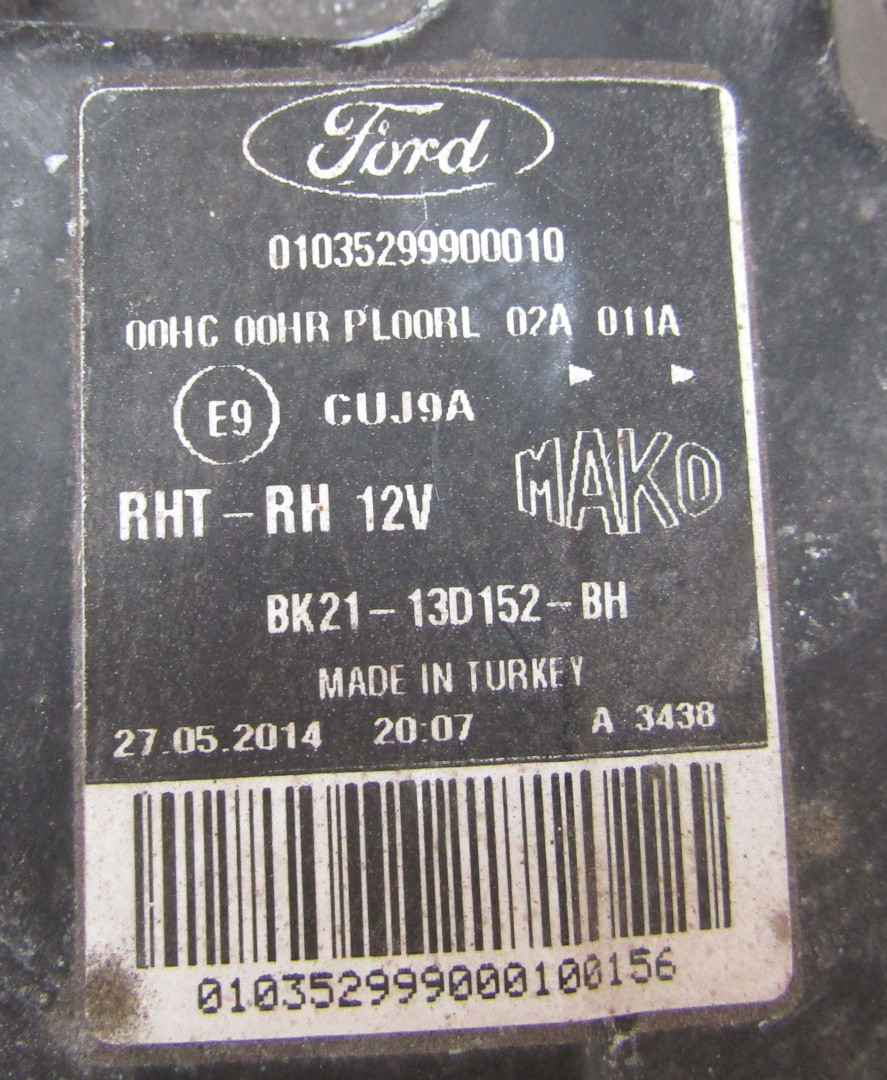 Ford
01035299900010
00HC 00HR PL00RL 02A 011A
E9 CUJ9A
MAKO
RHT-RH 12V
BK21-13D152-BH
MADE IN TURKEY
27.05.2014 20:07 A 3438
01035299900010O156